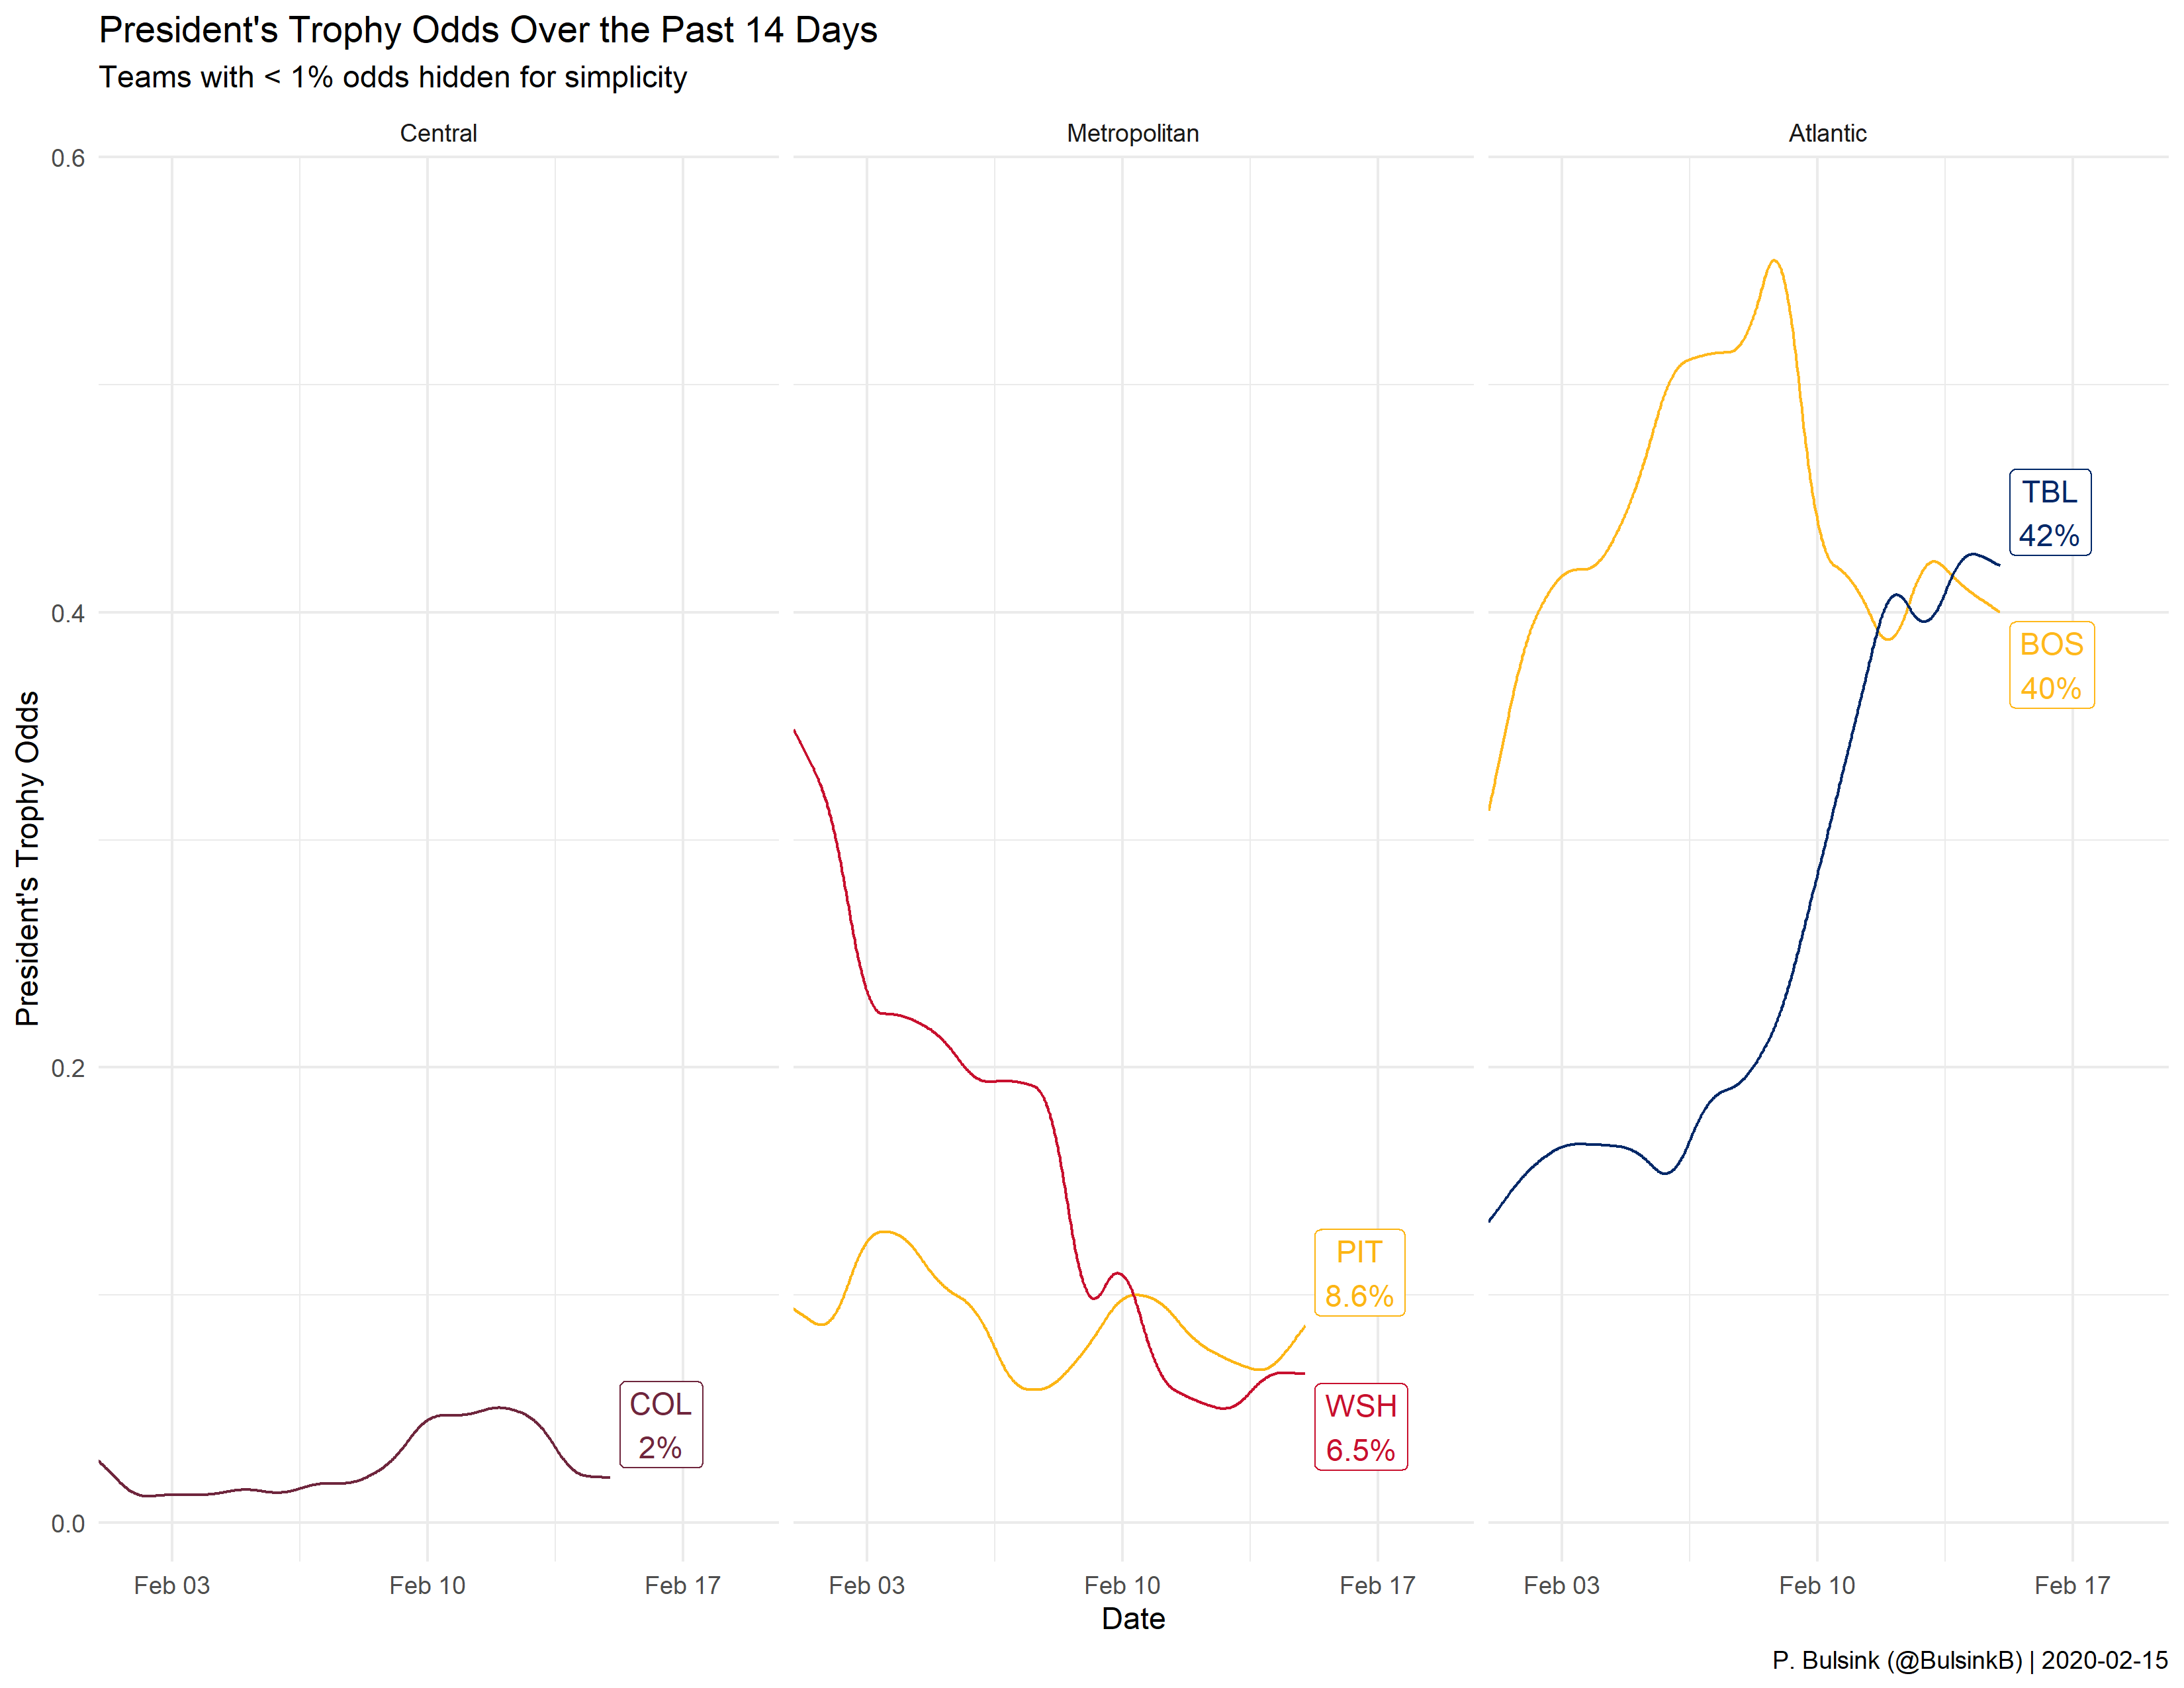 President's Trophy Odds Over the Past 14 Days
Teams with < 1% odds hidden for simplicity
Central
Metropolitan
Atlantic
0.6
0.4
0.2
0.0
President's Trophy Odds
COL
2%
PIT
8.6%
WSH
6.5%
TBL
42%
BOS
40%
Feb 03
Feb 10
Feb 17
Feb 03
Feb 10
Feb 17
Feb 03
Feb 10
Feb 17
Date
P. Bulsink (@BulsinkB) | 2020-02-15